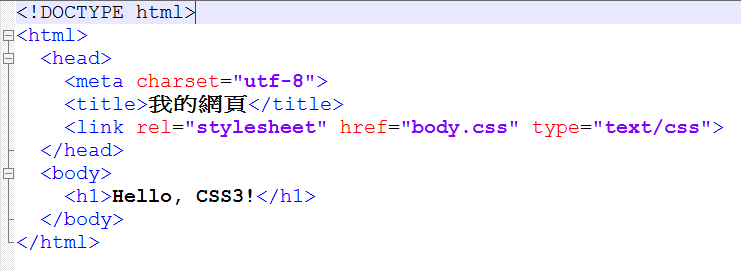 <!DOCTYPE html>
<html>
<head>
<meta charset="utf-8">
<title>我的網頁</title>
<link rel="stylesheet" href="body.css" type="text/css">
</head>
<body>
<h1>Hello, CSS3!</h1>
</body>
</html>